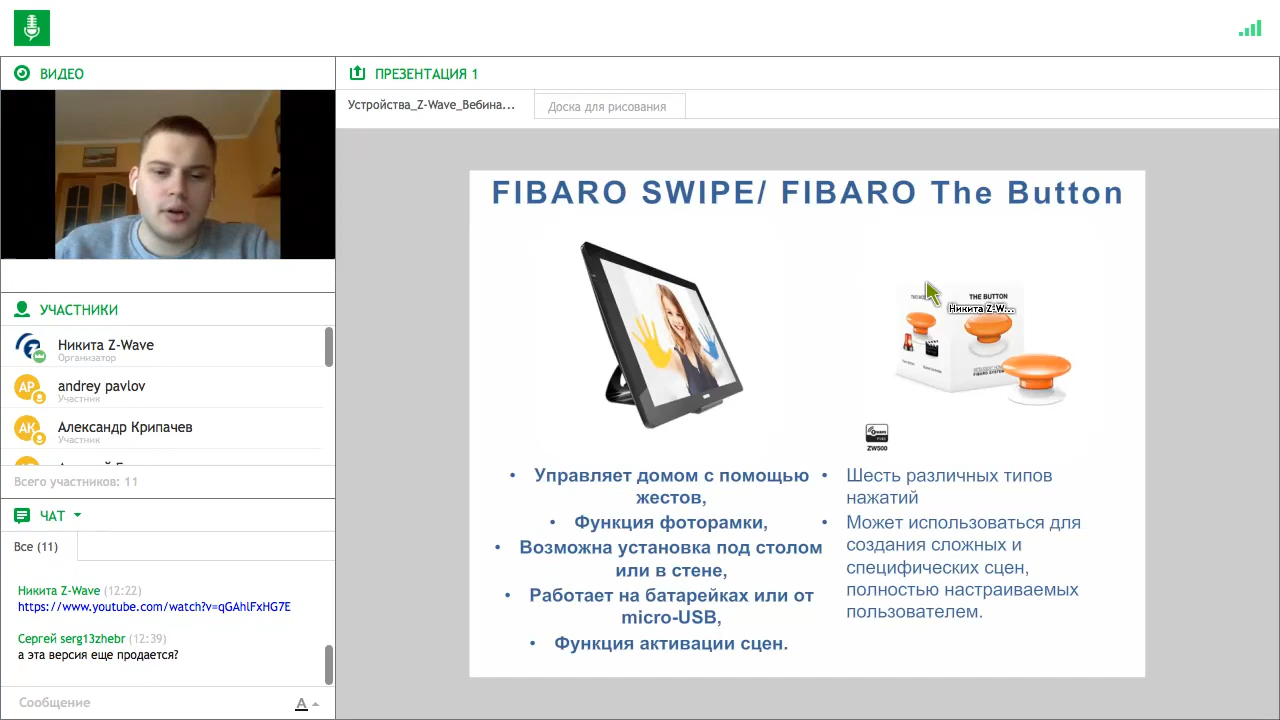 ВИДЕО
УЧАСТНИКИ
Никита Z-Wave
Организатор
AP
andrey pavlov
Участник
АК
Александр Крипачев
Участник
Всего участников: 11
ЧАТ
Все (11)
Никита Z-Wave (12:22)
https://www.youtube.com/watch?v=qGAhlFxHG7E
Сергей serg13zhebr (12:39)
а эта версия еще продается?
Сообщение
A
ПРЕЗЕНТАЦИЯ 1
Устройства_Z-Wave_Вебина...
Доска для рисования
FIBARO SWIPE/ FIBARO The Button
THE BUTTON
Никита Z-W...
ZW500
• Управляет домом с помощью
жестов,
• Функция фоторамки,
• Возможна установка под столом
или в стене,
• Работает на батарейках или от
micro-USB,
• Функция активации сцен.
• Шесть различных типов
нажатий
• Может использоваться для
создания сложных и
специфических сцен,
полностью настраиваемых
пользователем.